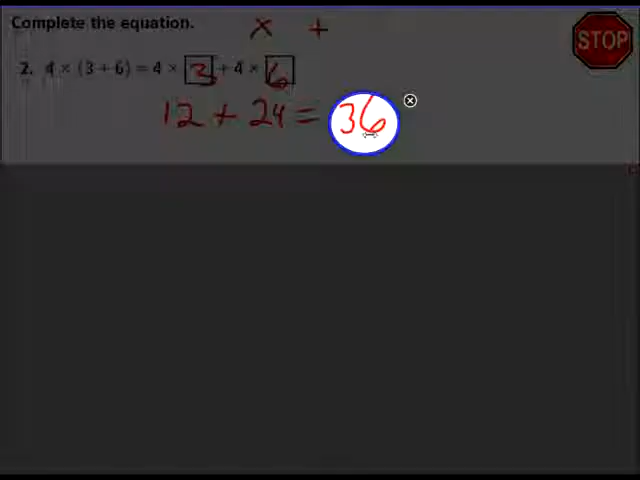 Complete the equation. × +
STOP
2. 4 × (3 + 6) = 4 × 3 + 4 × 6
12 + 24 = 36